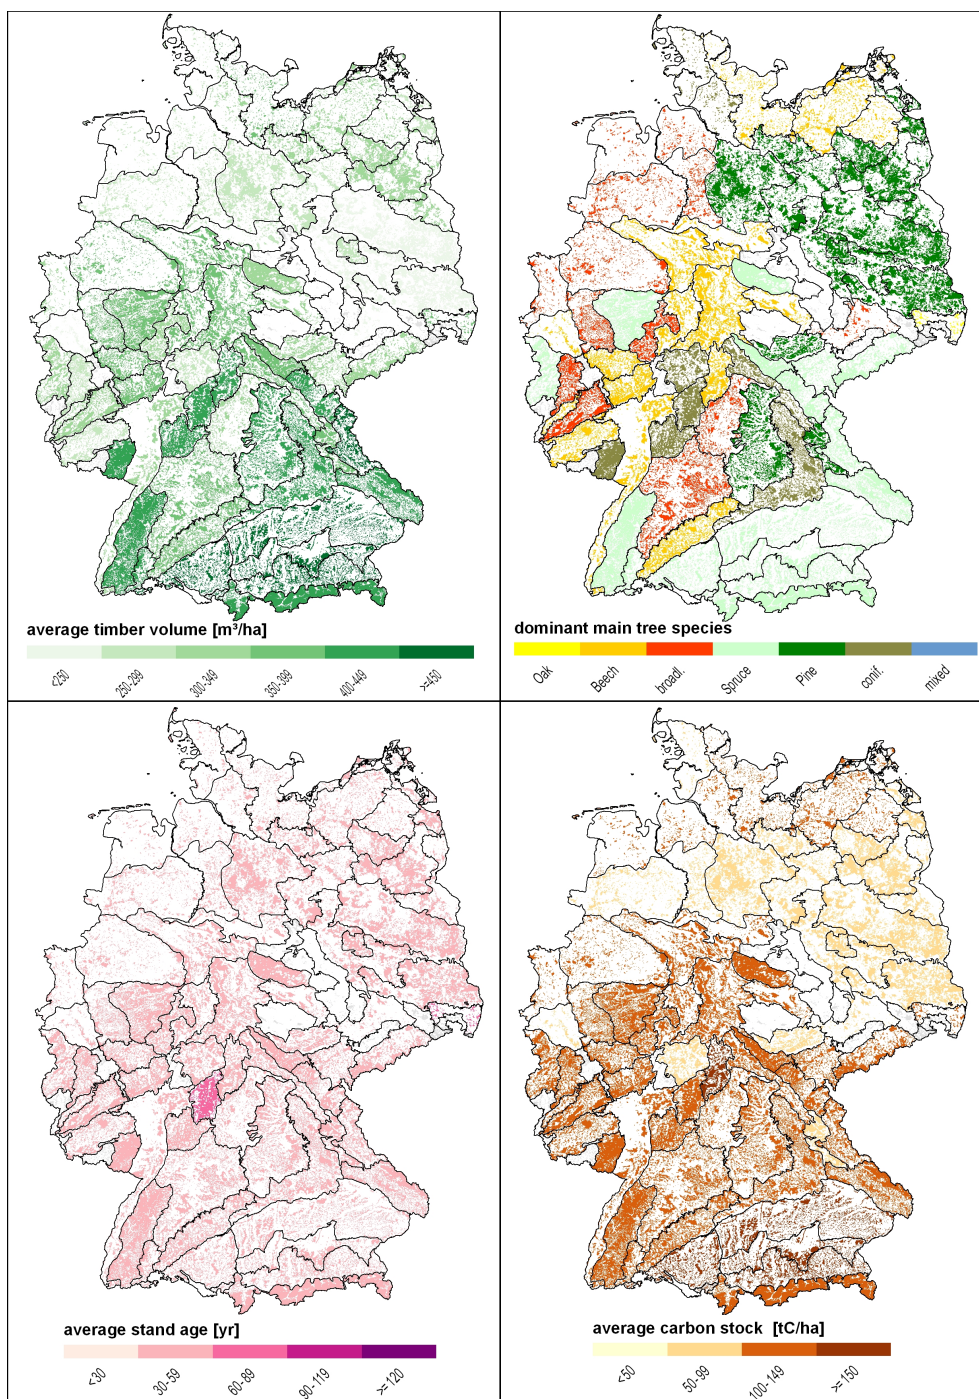 average timber volume [m³/ha]
<250
250-299
300-349
350-399
400-449
>=450
dominant main tree species
Oak
Beech
broadl.
Spruce
Pine
conif.
mixed
average stand age [yr]
<30
30-59
60-89
90-119
>=120
average carbon stock [tC/ha]
<50
50-99
100-149
>=150